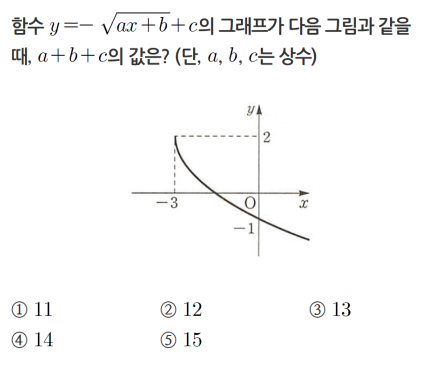 함수 y=−√(ax+b)+c의 그래프가 다음 그림과 같을
때, a+b+c의 값은? (단, a, b, c는 상수)
y
2
−3
O
x
−1
① 11
② 12
③ 13
④ 14
⑤ 15